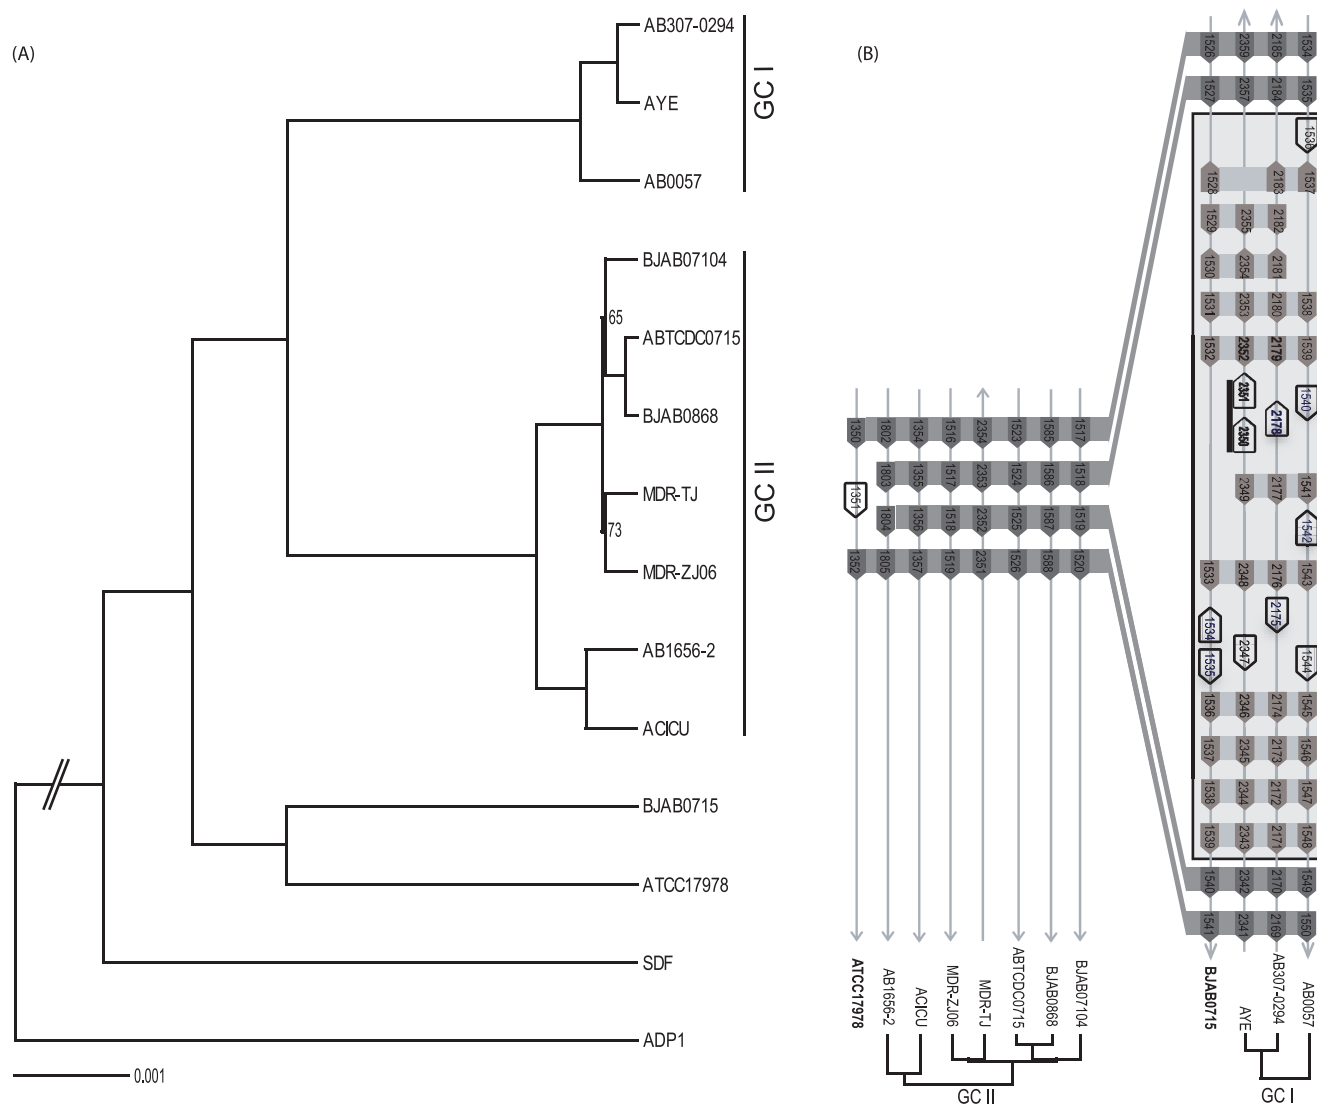 (A)
AB307-0294
AYE
AB0057
GC I
BJAB07104
65
ABTCDC0715
BJAB0868
MDR-TJ
73
MDR-ZJ06
AB1656-2
ACICU
GC II
BJAB0715
ATCC17978
SDF
ADP1
0.001
(B)
1526 2359 2185 1534
1527 2357 2184 1535
1536
1528 2183 1537
1529 2355 2182
1530 2354 2181
1531 2353 2180 1538
1532 2352 2179 1539
2351 2178 1540
2350
2349 2177 1541
1542
1533 2348 2176 1543
1534 2175
1535 2347 1544
1536 2346 2174 1545
1537 2345 2173 1546
1538 2344 2172 1547
1539 2343 2171 1548
1540 2342 2170 1549
1541 2341 2169 1550
BJAB0715
AYE
AB307-0294
AB0057
GC I
1350 1802 1354 1516 2354 1523 1585 1517
1803 1355 1517 2353 1524 1586 1518
1351
1804 1356 1518 2352 1525 1587 1519
1352 1805 1357 1519 2351 1526 1588 1520
ATCC17978
AB1656-2
ACICU
MDR-ZJ06
MDR-TJ
ABTCDC0715
BJAB0868
BJAB07104
GC II